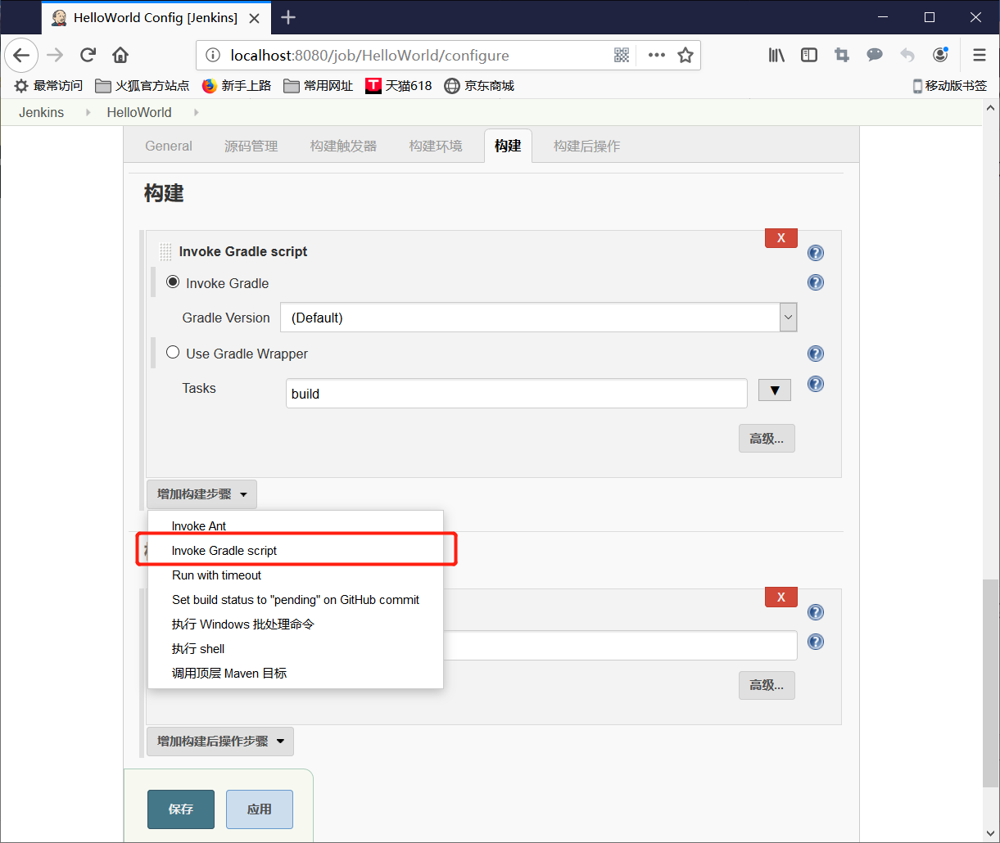 HelloWorld Config [Jenkins]
localhost:8080/job/HelloWorld/configure
最常访问 火狐官方站点 新手上路 常用网址 T 天猫618 京东商城 移动版书签
Jenkins HelloWorld
General 源码管理 构建触发器 构建环境 构建 构建后操作
构建
X
Invoke Gradle script
Invoke Gradle
Gradle Version (Default)
Use Gradle Wrapper
Tasks build
高级...
增加构建步骤
Invoke Ant
Invoke Gradle script
Run with timeout
Set build status to "pending" on GitHub commit
执行 Windows 批处理命令
执行 shell
调用顶层 Maven 目标
X
高级...
增加构建后操作步骤
保存 应用